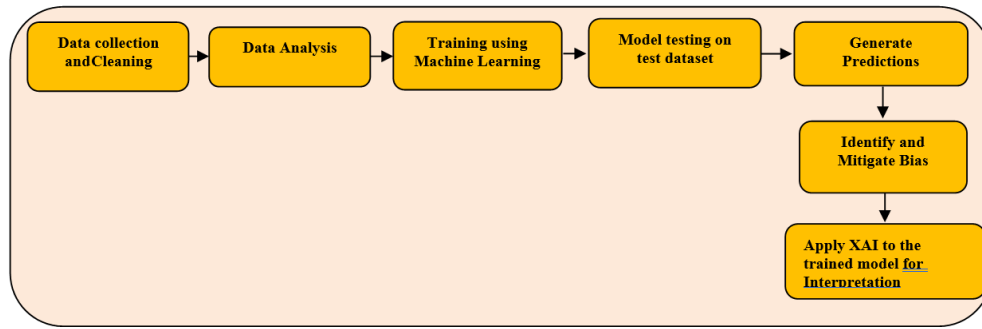 Data collection
andCleaning
Data Analysis
Training using
Machine Learning
Model testing on
test dataset
Generate
Predictions
Identify and
Mitigate Bias
Apply XAI to the
trained model for
Interpretation